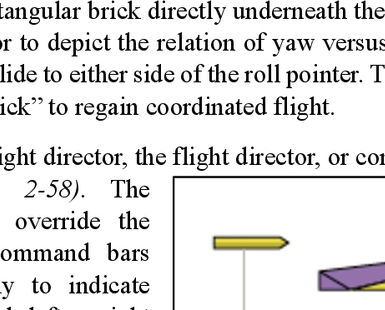 tangular brick directly underneath the
or to depict the relation of yaw versus
lide to either side of the roll pointer. T
ick” to regain coordinated flight.
ight director, the flight director, or cor
2-58). The
override the
ommand bars
y to indicate